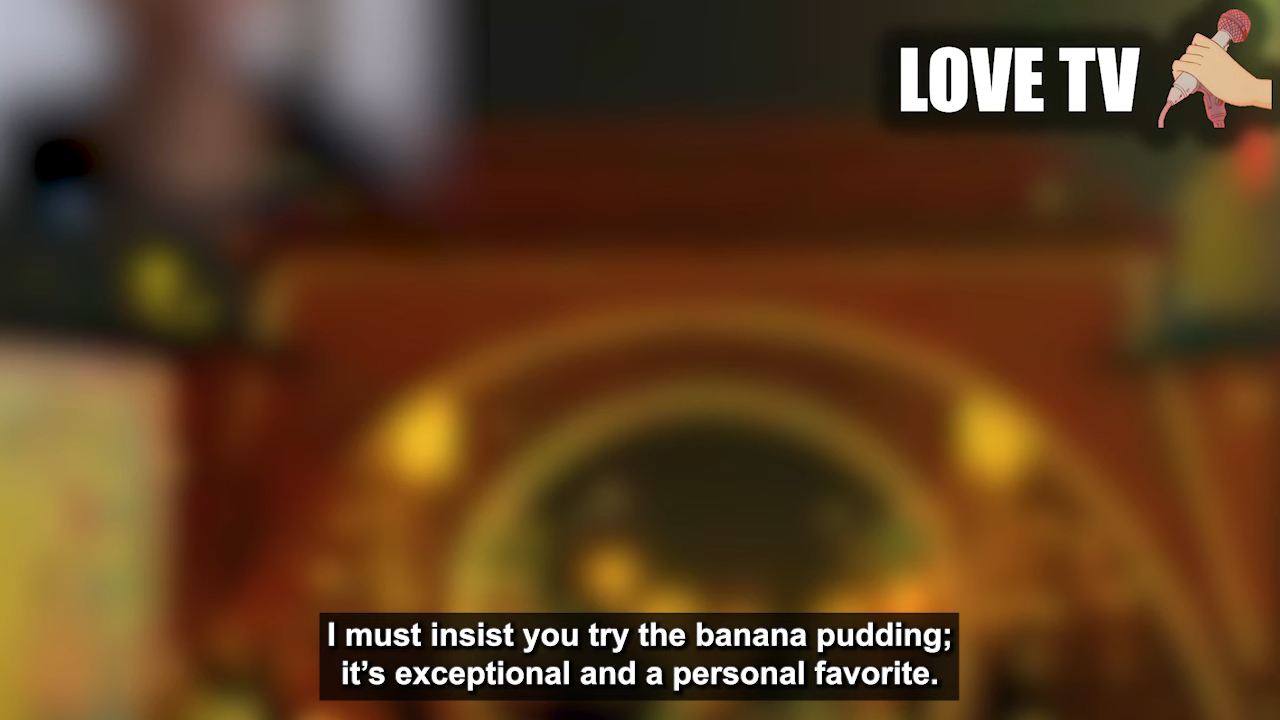 LOVE TV
I must insist you try the banana pudding;
it’s exceptional and a personal favorite.